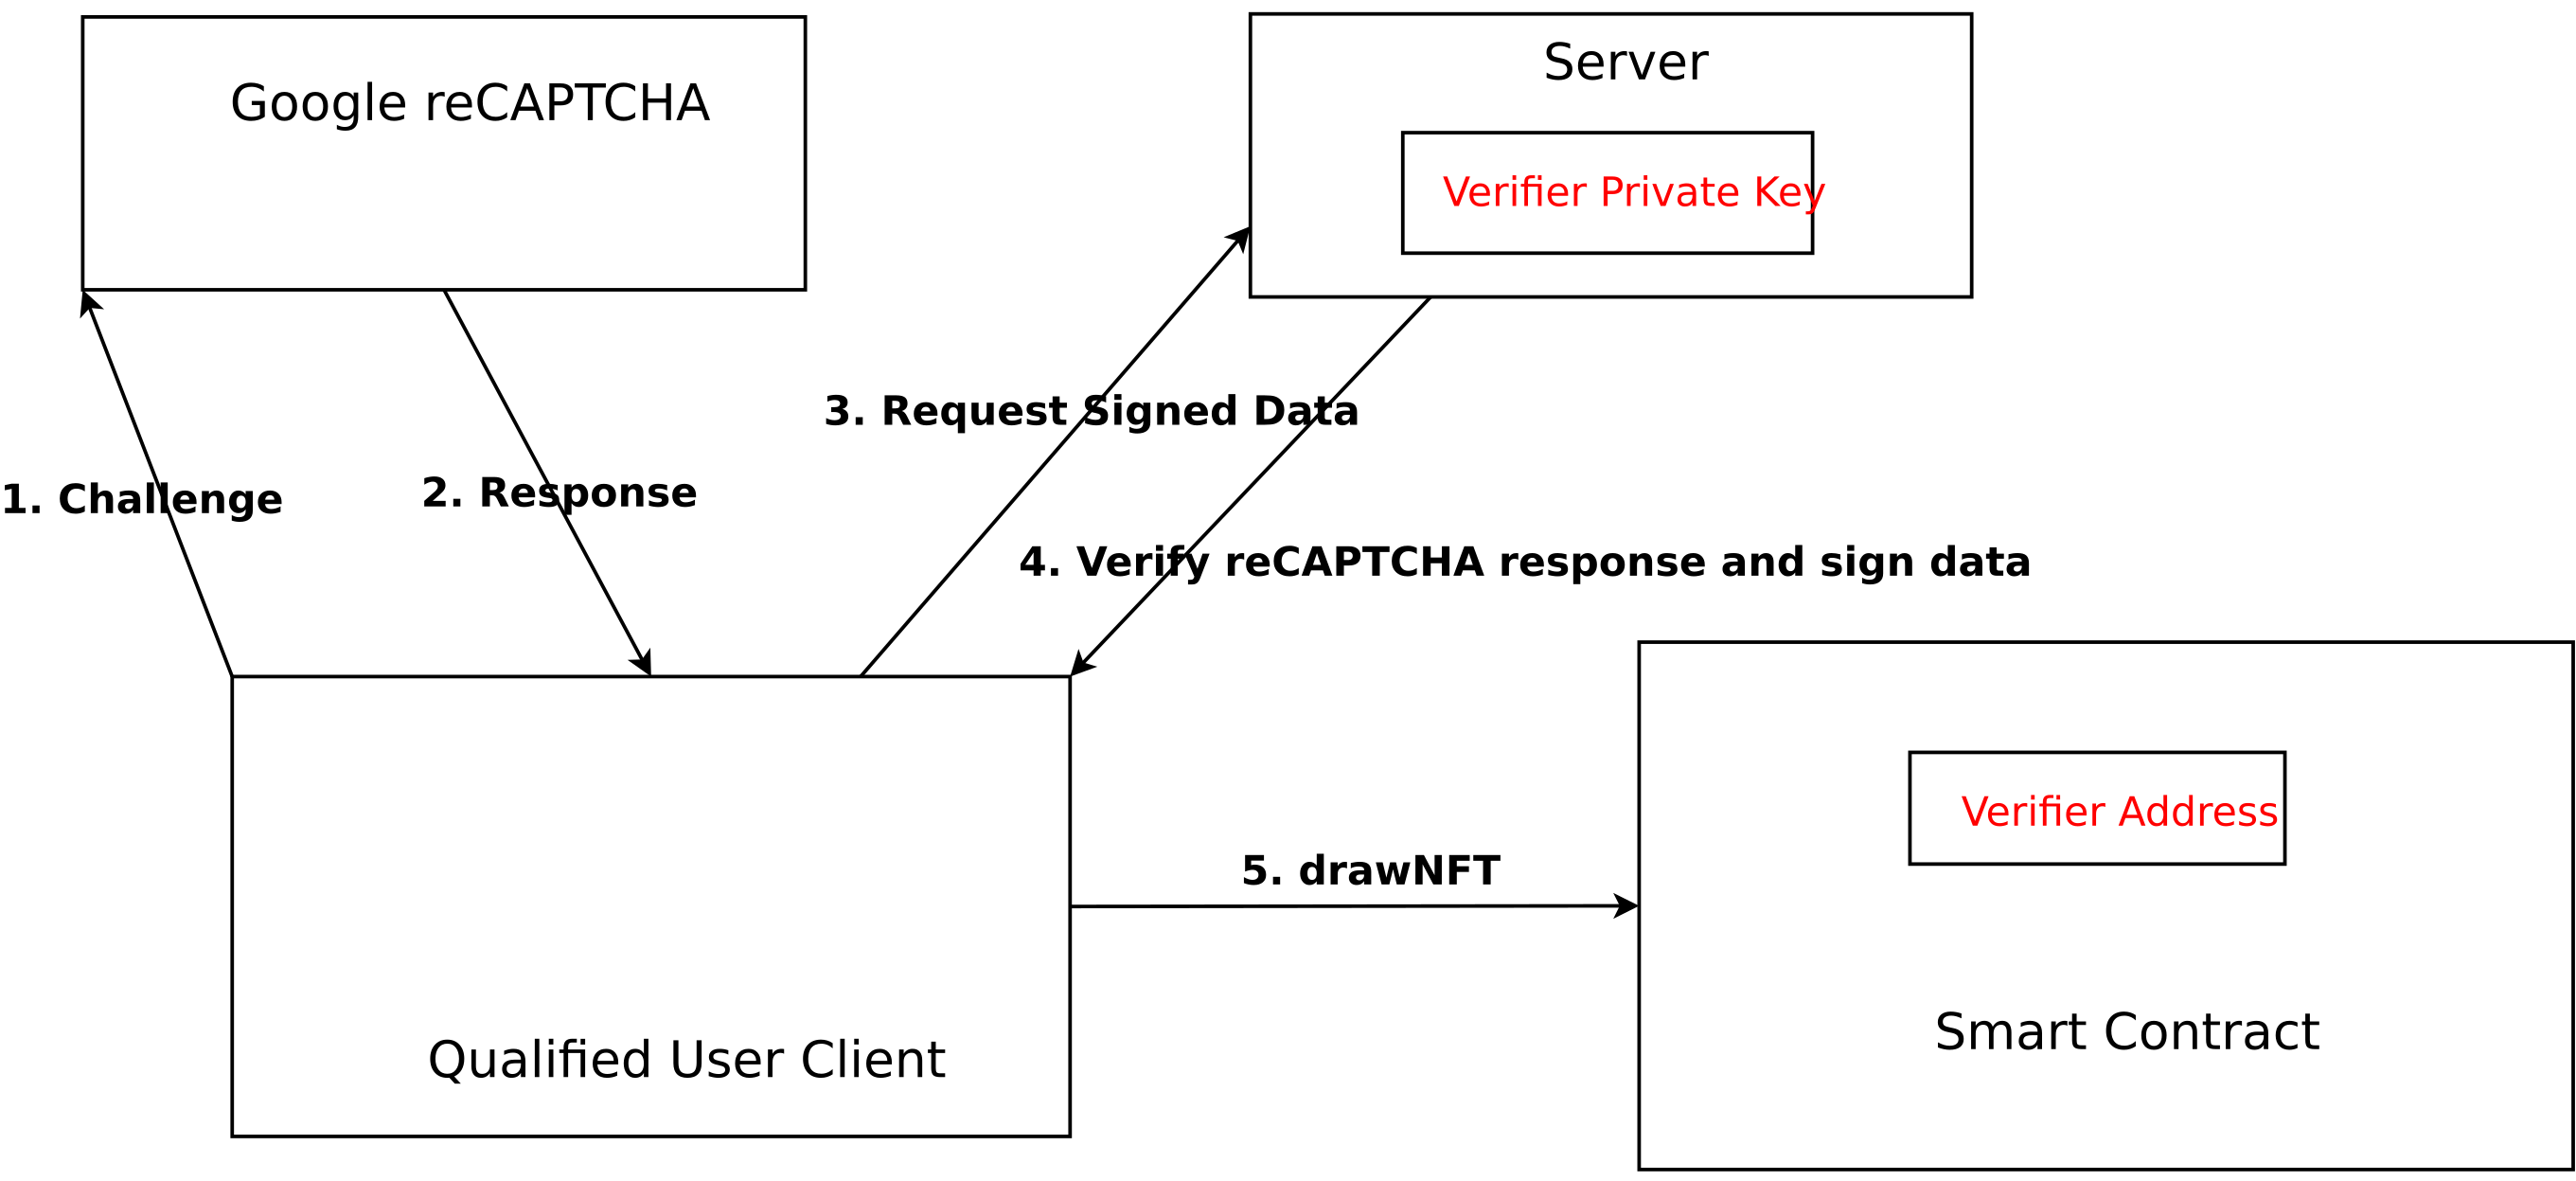 Google reCAPTCHA
Server
Verifier Private Key
1. Challenge
2. Response
3. Request Signed Data
4. Verify reCAPTCHA response and sign data
5. drawNFT
Verifier Address
Smart Contract
Qualified User Client